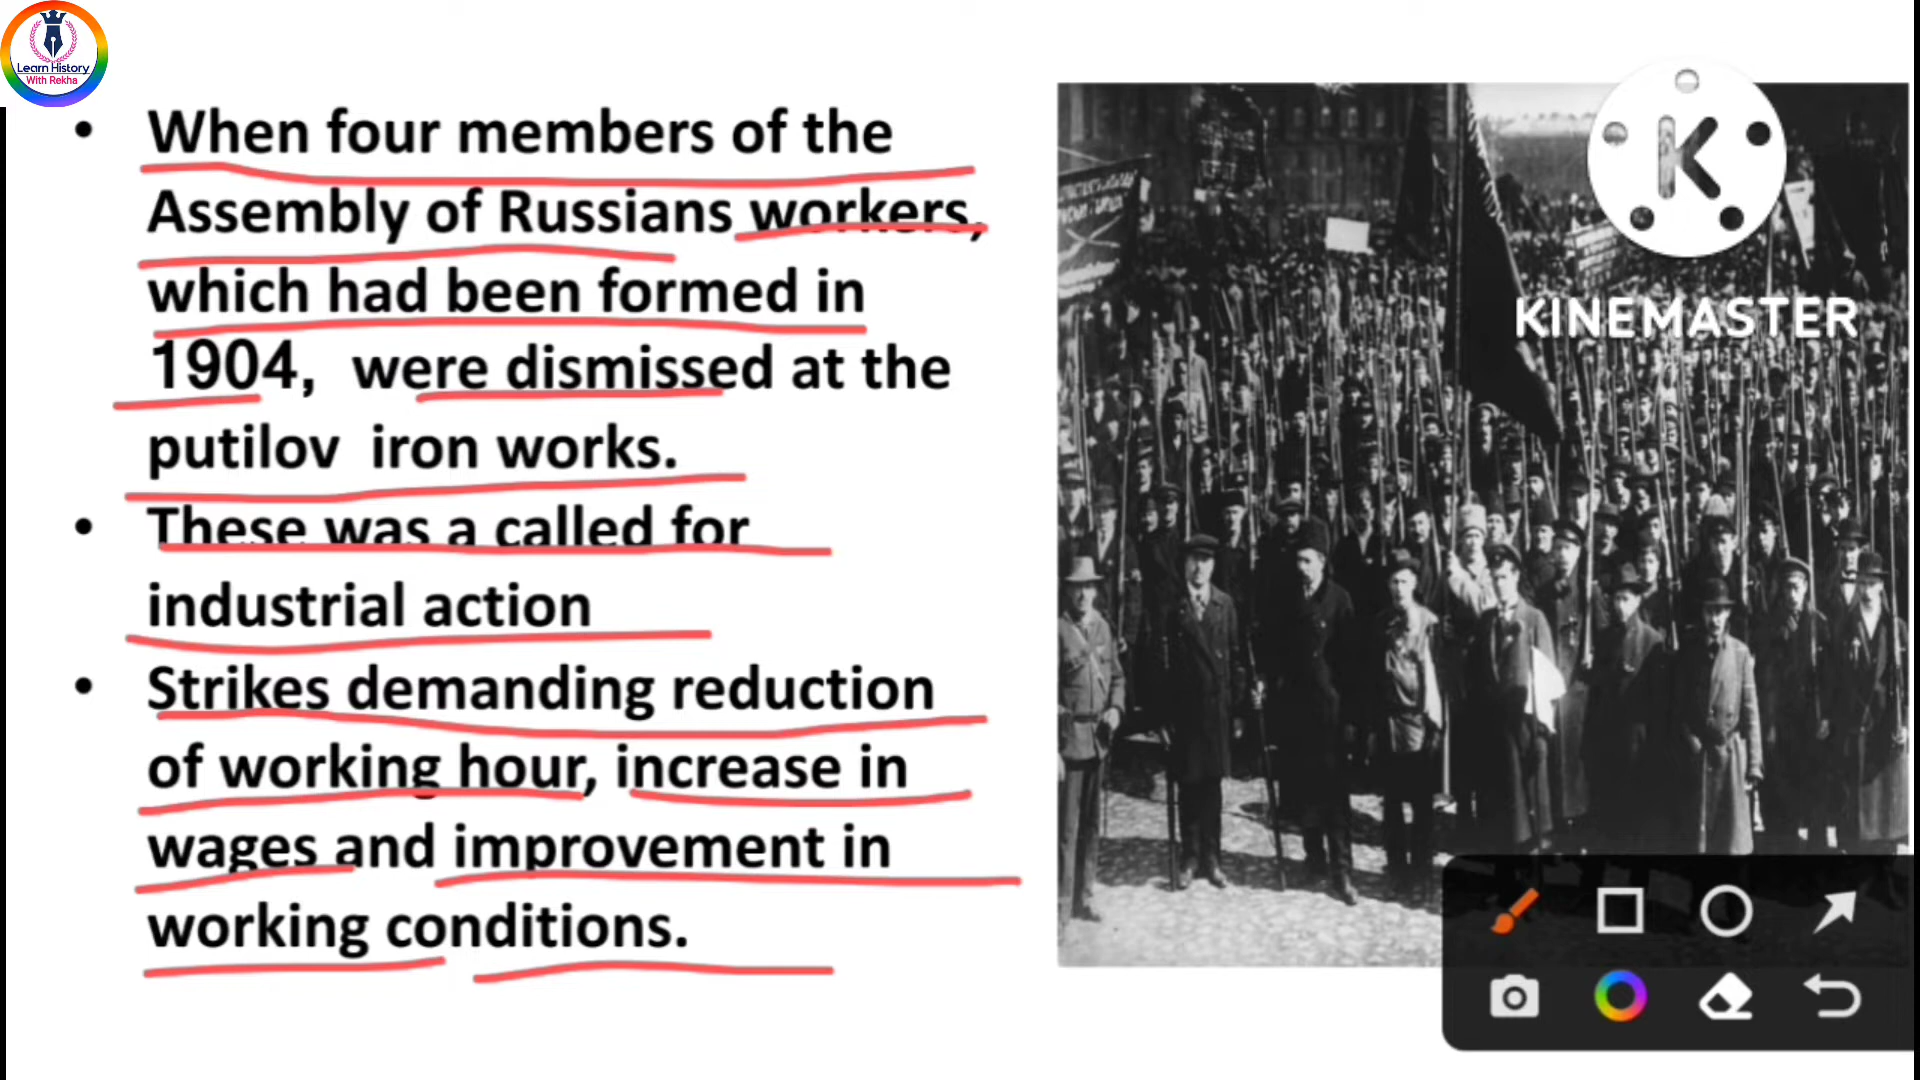 Learn History
With Rekha
• When four members of the
Assembly of Russians workers,
which had been formed in
1904, were dismissed at the
putilov iron works.
• These was a called for
industrial action
• Strikes demanding reduction
of working hour, increase in
wages and improvement in
working conditions.
K
KINEMASTER